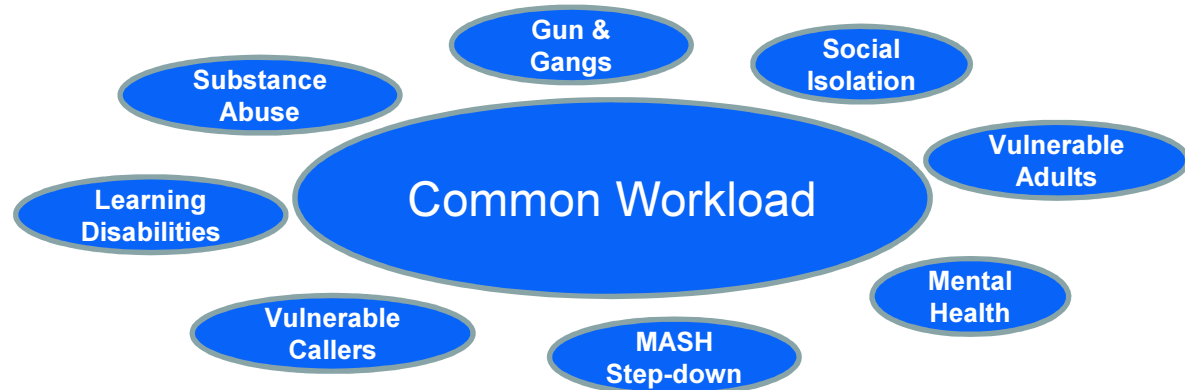 Gun &
Gangs
Social
Isolation
Substance
Abuse
Vulnerable
Adults
Common Workload
Learning
Disabilities
Mental
Health
Vulnerable
Callers
MASH
Step-down